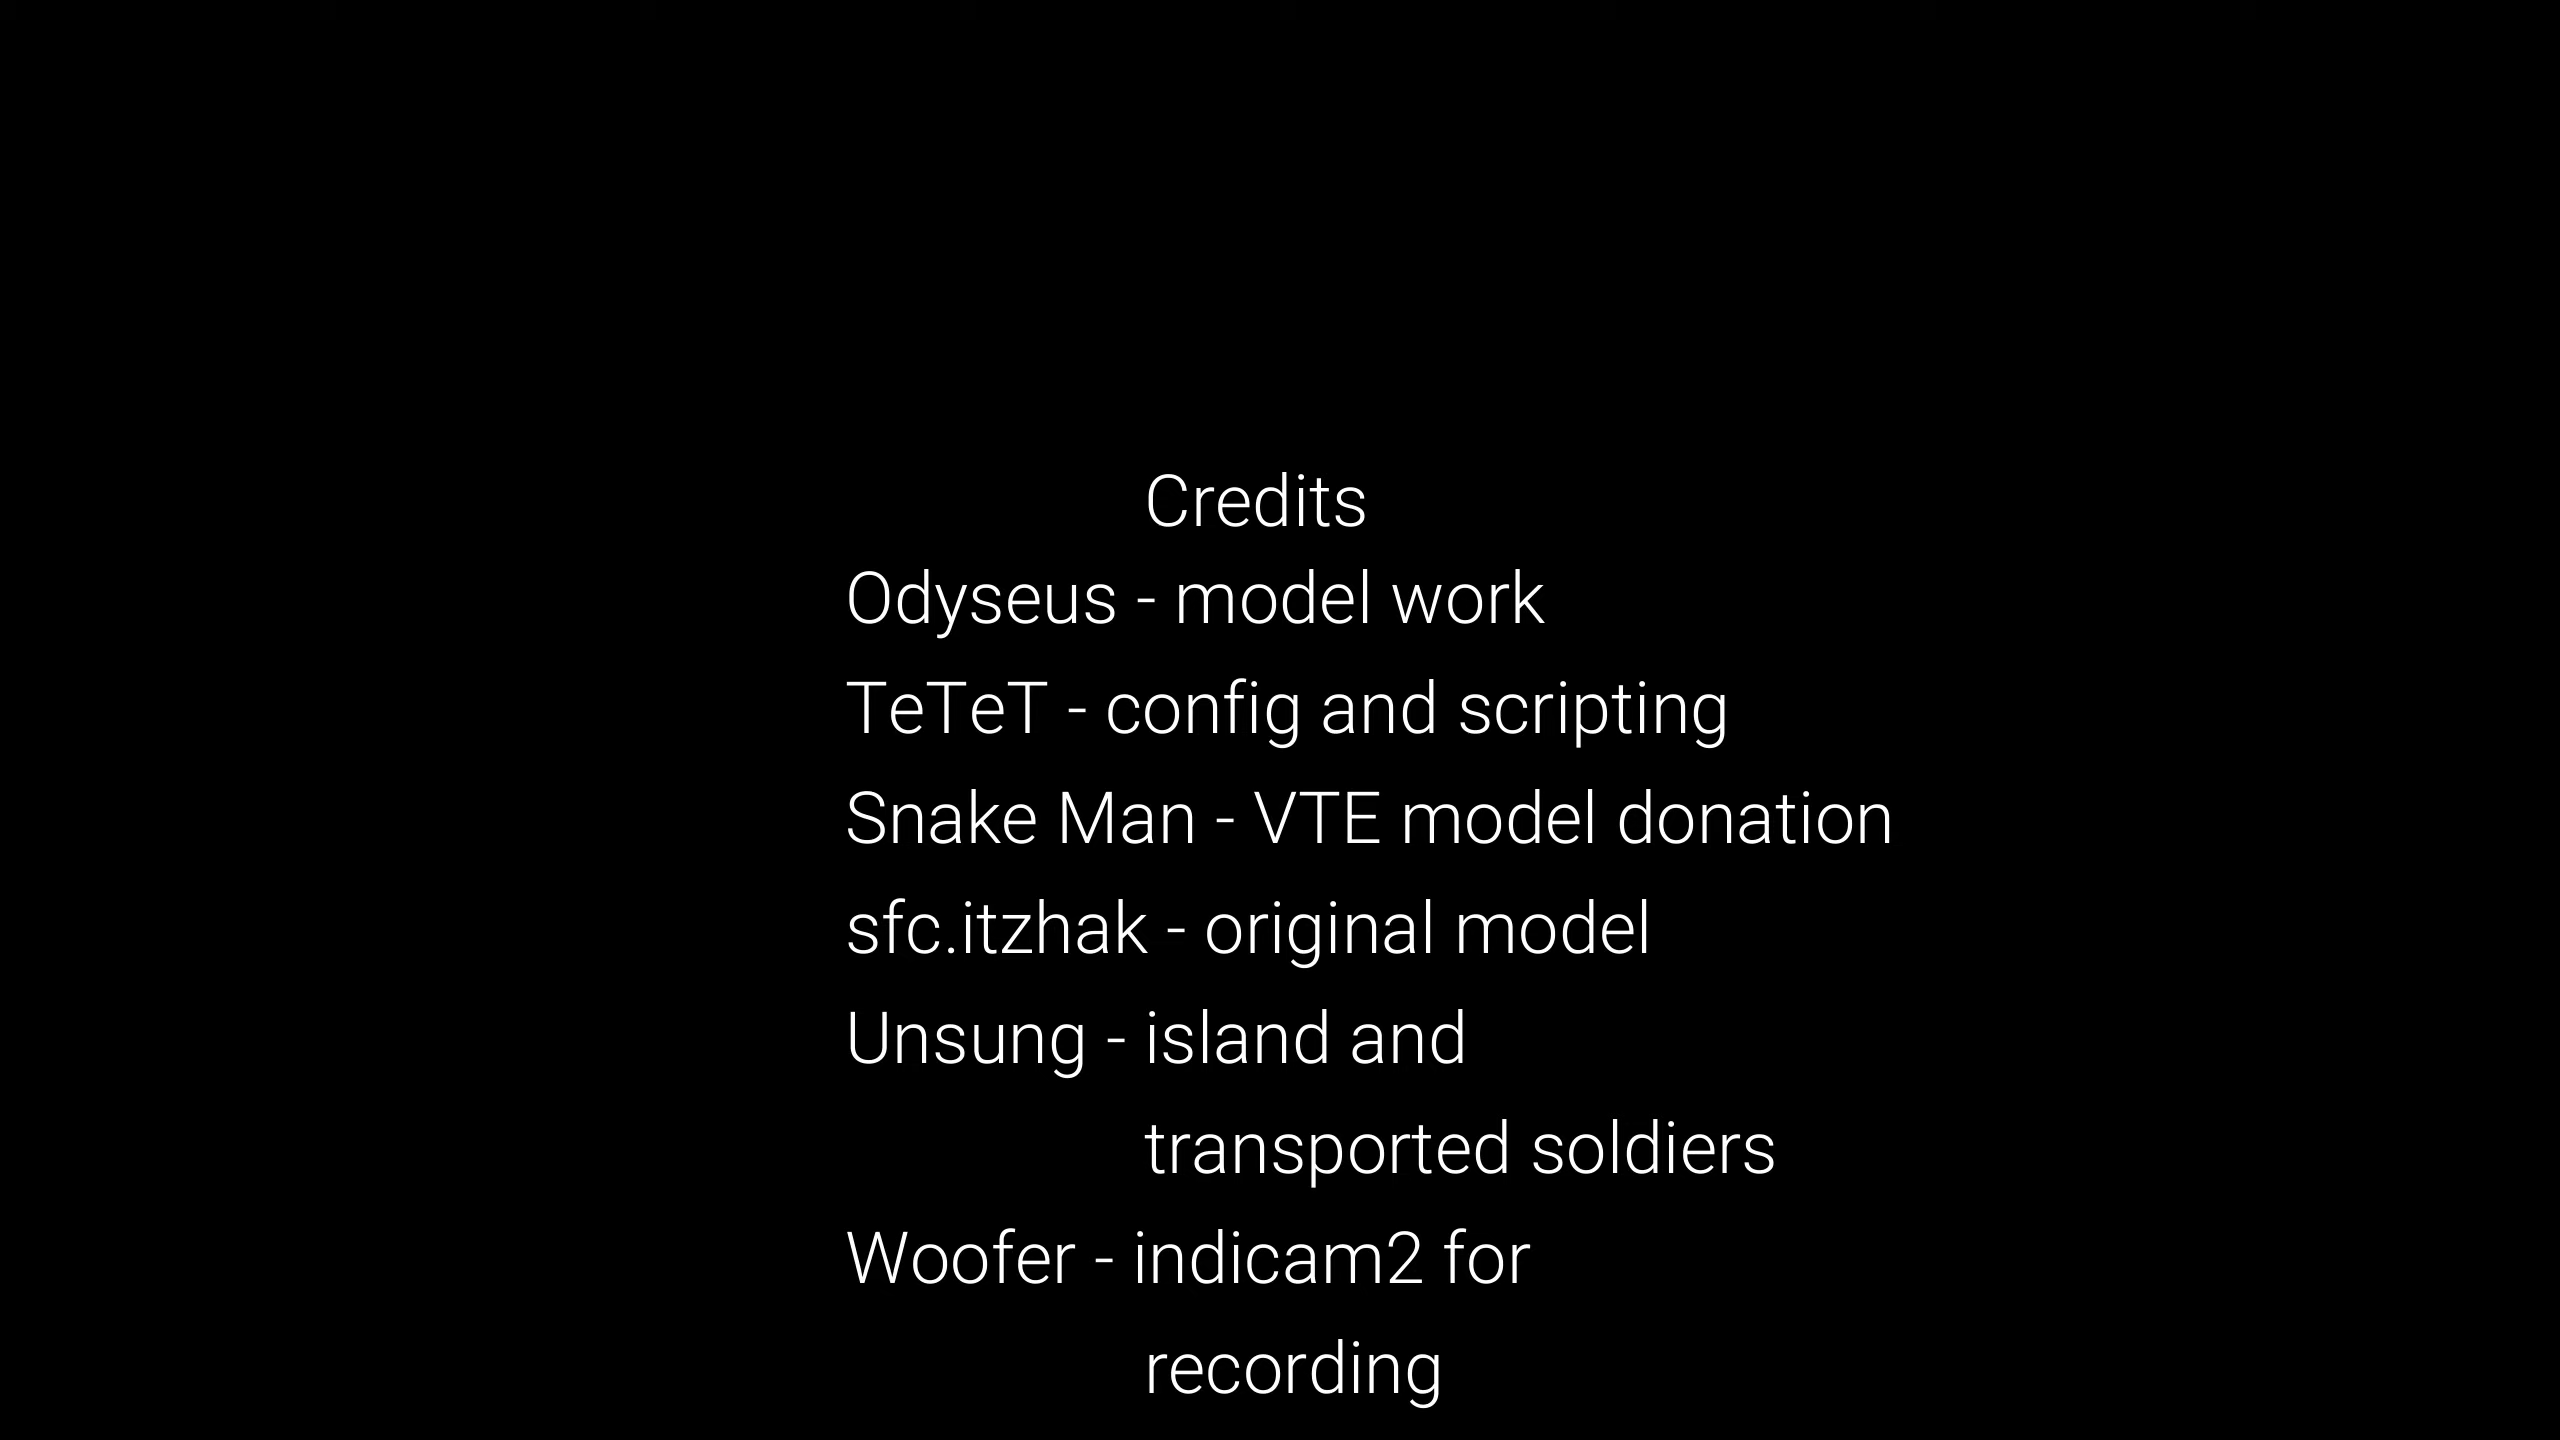 Credits
Odyseus - model work
TeTeT - config and scripting
Snake Man - VTE model donation
sfc.itzhak - original model
Unsung - island and
transported soldiers
Woofer - indicam2 for
recording